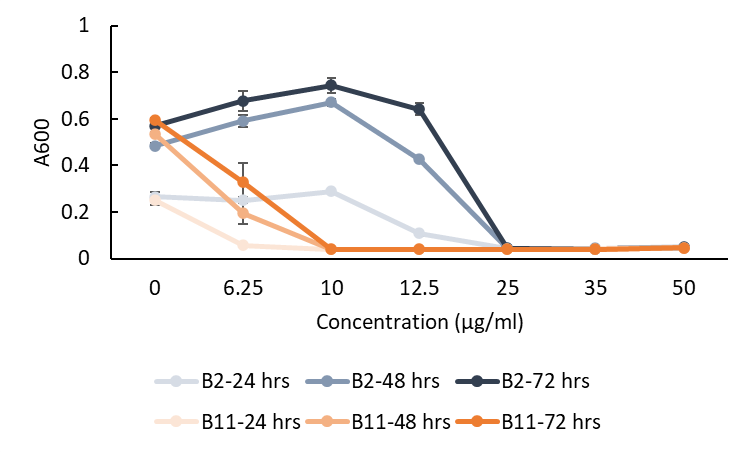 1
0.8
0.6
0.4
0.2
0
A600
0 6.25 10 12.5 25 35 50
Concentration (µg/ml)
B2-24 hrs B2-48 hrs B2-72 hrs
B11-24 hrs B11-48 hrs B11-72 hrs